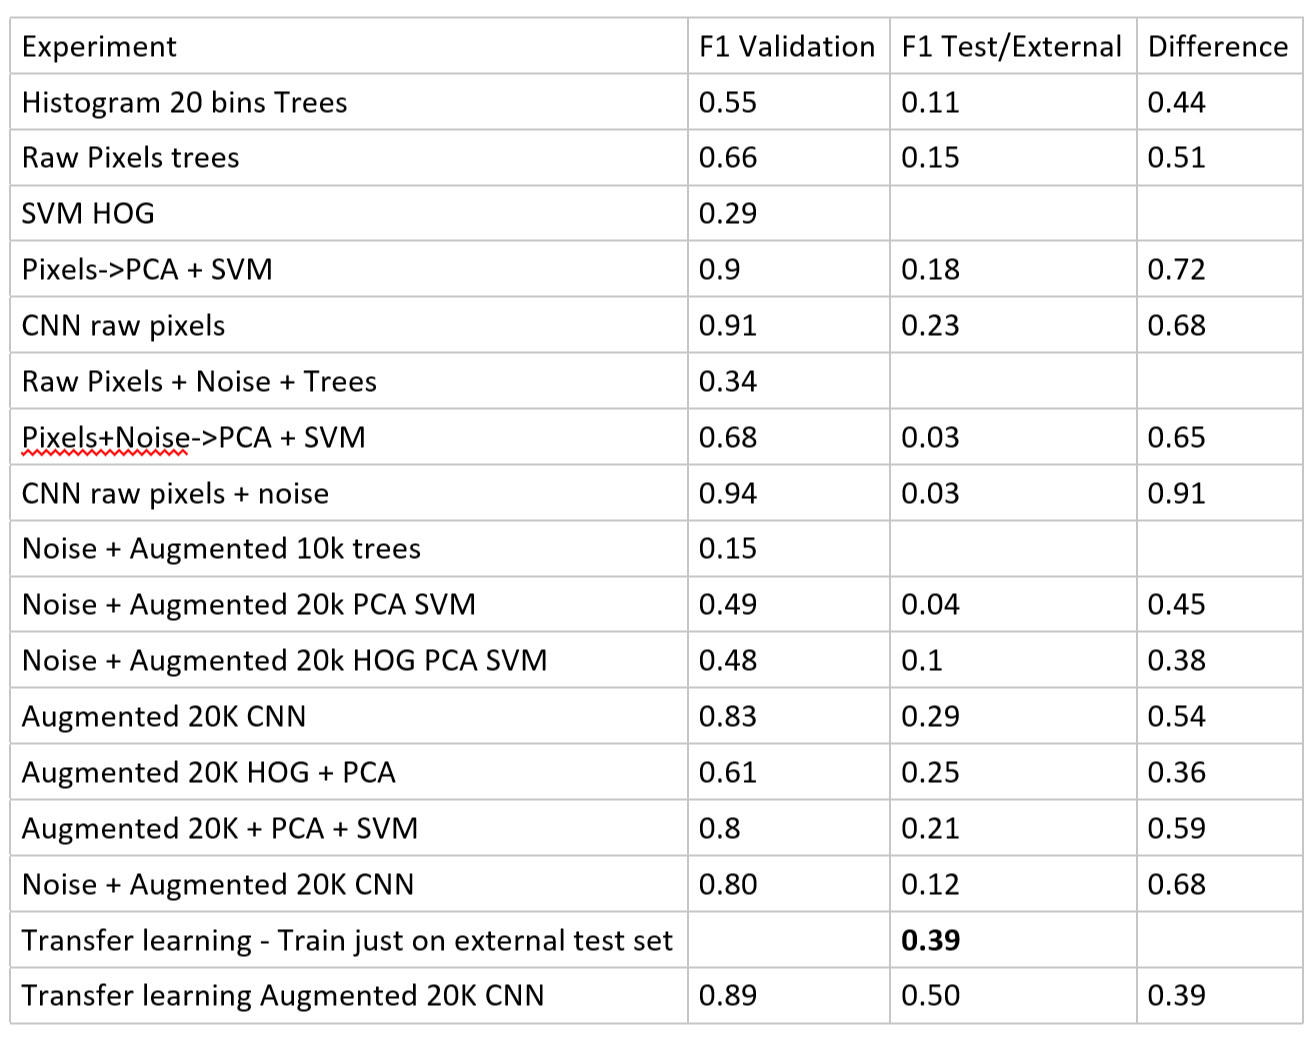 Experiment F1 Validation F1 Test/External Difference
Histogram 20 bins Trees 0.55 0.11 0.44
Raw Pixels trees 0.66 0.15 0.51
SVM HOG 0.29
Pixels->PCA + SVM 0.9 0.18 0.72
CNN raw pixels 0.91 0.23 0.68
Raw Pixels + Noise + Trees 0.34
Pixels+Noise->PCA + SVM 0.68 0.03 0.65
CNN raw pixels + noise 0.94 0.03 0.91
Noise + Augmented 10k trees 0.15
Noise + Augmented 20k PCA SVM 0.49 0.04 0.45
Noise + Augmented 20k HOG PCA SVM 0.48 0.1 0.38
Augmented 20K CNN 0.83 0.29 0.54
Augmented 20K HOG + PCA 0.61 0.25 0.36
Augmented 20K + PCA + SVM 0.8 0.21 0.59
Noise + Augmented 20K CNN 0.80 0.12 0.68
Transfer learning - Train just on external test set 0.39
Transfer learning Augmented 20K CNN 0.89 0.50 0.39